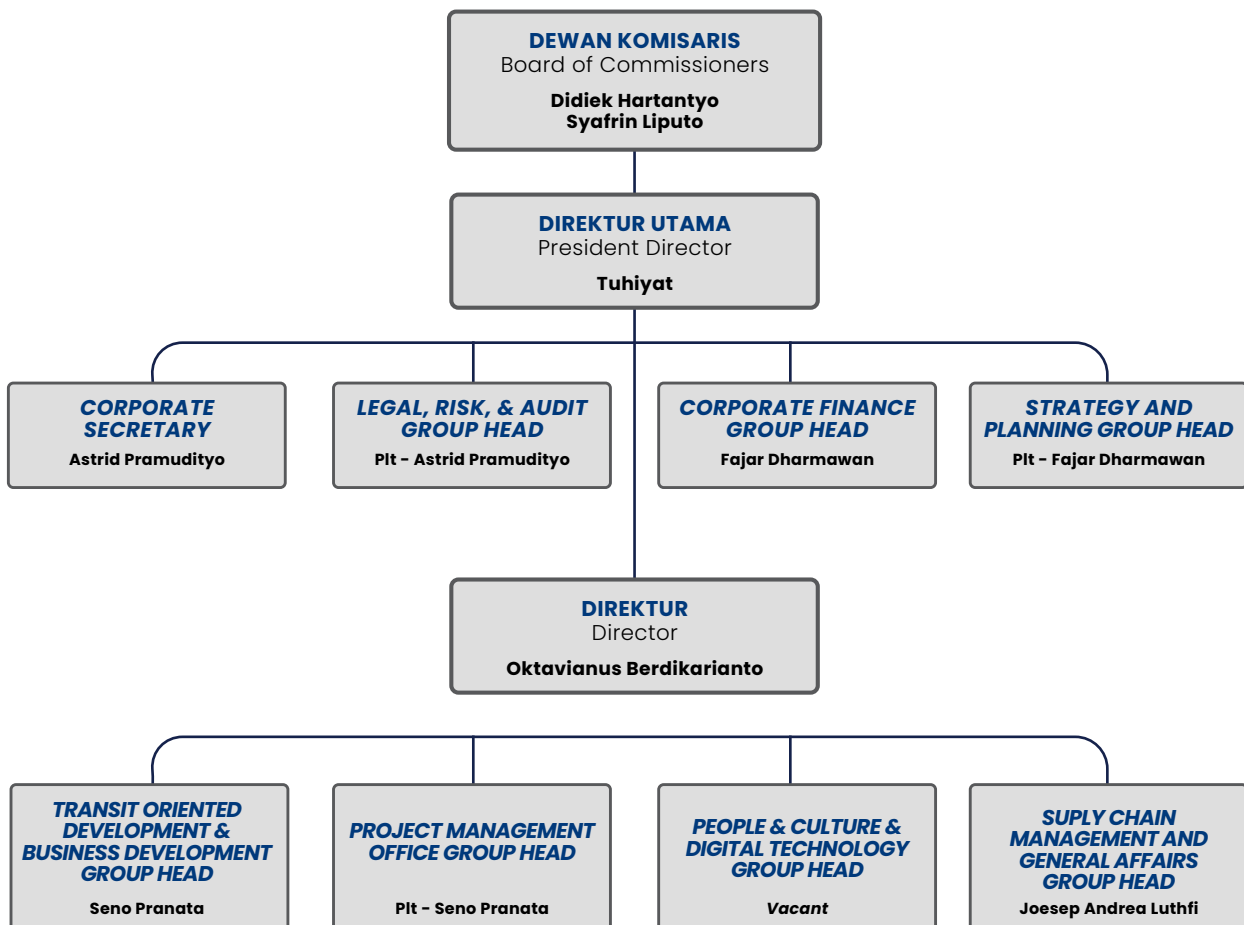 DEWAN KOMISARIS
Board of Commissioners
Didiek Hartantyo
Syafrin Liputo
DIREKTUR UTAMA
President Director
Tuhiyat
CORPORATE
SECRETARY
Astrid Pramudityo
LEGAL, RISK, & AUDIT
GROUP HEAD
Plt - Astrid Pramudityo
CORPORATE FINANCE
GROUP HEAD
Fajar Dharmawan
STRATEGY AND
PLANNING GROUP HEAD
Plt - Fajar Dharmawan
DIREKTUR
Director
Oktavianus Berdikarianto
TRANSIT ORIENTED
DEVELOPMENT &
BUSINESS DEVELOPMENT
GROUP HEAD
Seno Pranata
PROJECT MANAGEMENT
OFFICE GROUP HEAD
Plt - Seno Pranata
PEOPLE & CULTURE &
DIGITAL TECHNOLOGY
GROUP HEAD
Vacant
SUPLY CHAIN
MANAGEMENT AND
GENERAL AFFAIRS
GROUP HEAD
Joesep Andrea Luthfi